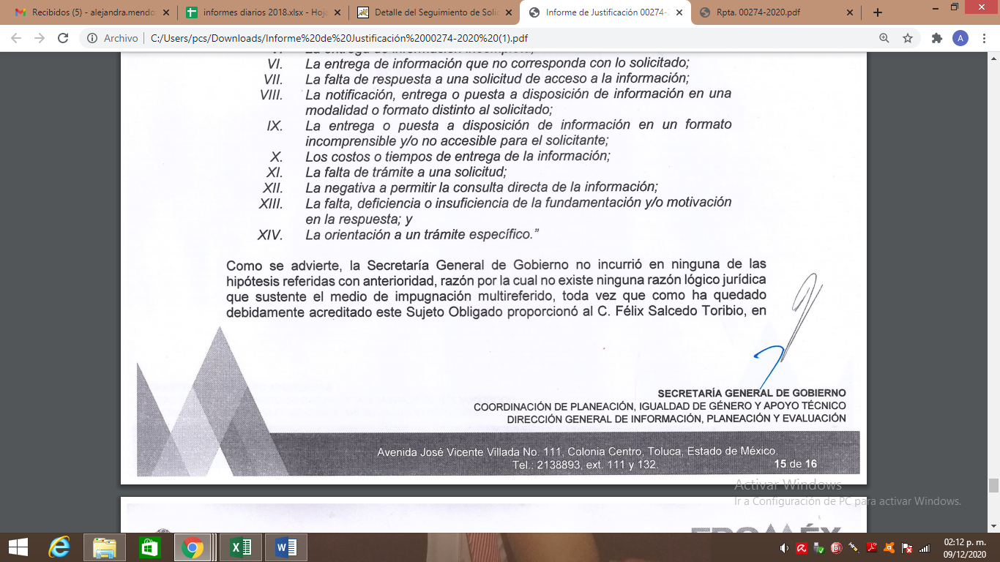 Recibidos (5) - alejandra.mendo
informes diarios 2018.xlsx - Hoja
Detalle del Seguimiento de Solic
Informe de Justificación 00274-2
Rpta. 00274-2020.pdf
Archivo
C:/Users/pcs/Downloads/Informe%20de%20Justificación%2000274-2020%20(1).pdf
A
VI. La entrega de información que no corresponda con lo solicitado;
VII. La falta de respuesta a una solicitud de acceso a la información;
VIII. La notificación, entrega o puesta a disposición de información en una
modalidad o formato distinto al solicitado;
IX. La entrega o puesta a disposición de información en un formato
incomprensible y/o no accesible para el solicitante;
X. Los costos o tiempos de entrega de la información;
XI. La falta de trámite a una solicitud;
XII. La negativa a permitir la consulta directa de la información;
XIII. La falta, deficiencia o insuficiencia de la fundamentación y/o motivación
en la respuesta; y
XIV. La orientación a un trámite específico.”
Como se advierte, la Secretaría General de Gobierno no incurrió en ninguna de las
hipótesis referidas con anterioridad, razón por la cual no existe ninguna razón lógico jurídica
que sustente el medio de impugnación multireferido, toda vez que como ha quedado
debidamente acreditado este Sujeto Obligado proporcionó al C. Félix Salcedo Toribio, en
SECRETARÍA GENERAL DE GOBIERNO
COORDINACIÓN DE PLANEACIÓN, IGUALDAD DE GÉNERO Y APOYO TÉCNICO
DIRECCIÓN GENERAL DE INFORMACIÓN, PLANEACIÓN Y EVALUACIÓN
Avenida José Vicente Villada No. 111, Colonia Centro, Toluca, Estado de México.
Tel.: 2138893, ext. 111 y 132.
15 de 16
Activar Windows
Ir a Configuración de PC para activar Windows.
02:12 p. m.
09/12/2020